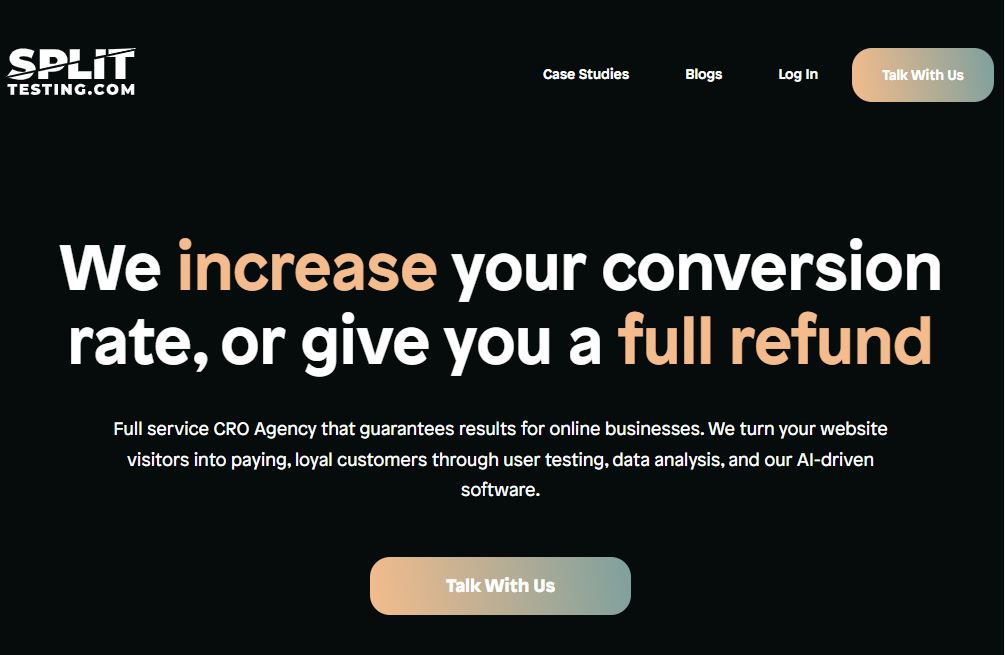 SPLIT
TESTING.COM
Case Studies
Blogs
Log In
Talk With Us
We increase your conversion
rate, or give you a full refund
Full service CRO Agency that guarantees results for online businesses. We turn your website
visitors into paying, loyal customers through user testing, data analysis, and our AI-driven
software.
Talk With Us